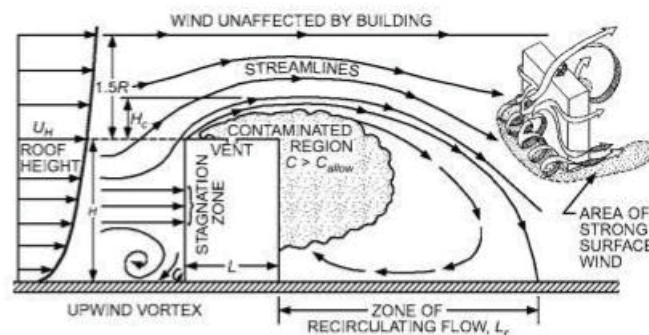 WIND UNAFFECTED BY BUILDING
STREAMLINES
1.5R
H_c
U_H
ROOF
HEIGHT
VENT
CONTAMINATED
REGION
C > C_allow
H
STAGNATION
ZONE
L
AREA OF
STRONG
SURFACE
WIND
UPWIND VORTEX
ZONE OF
RECIRCULATING FLOW, L_r